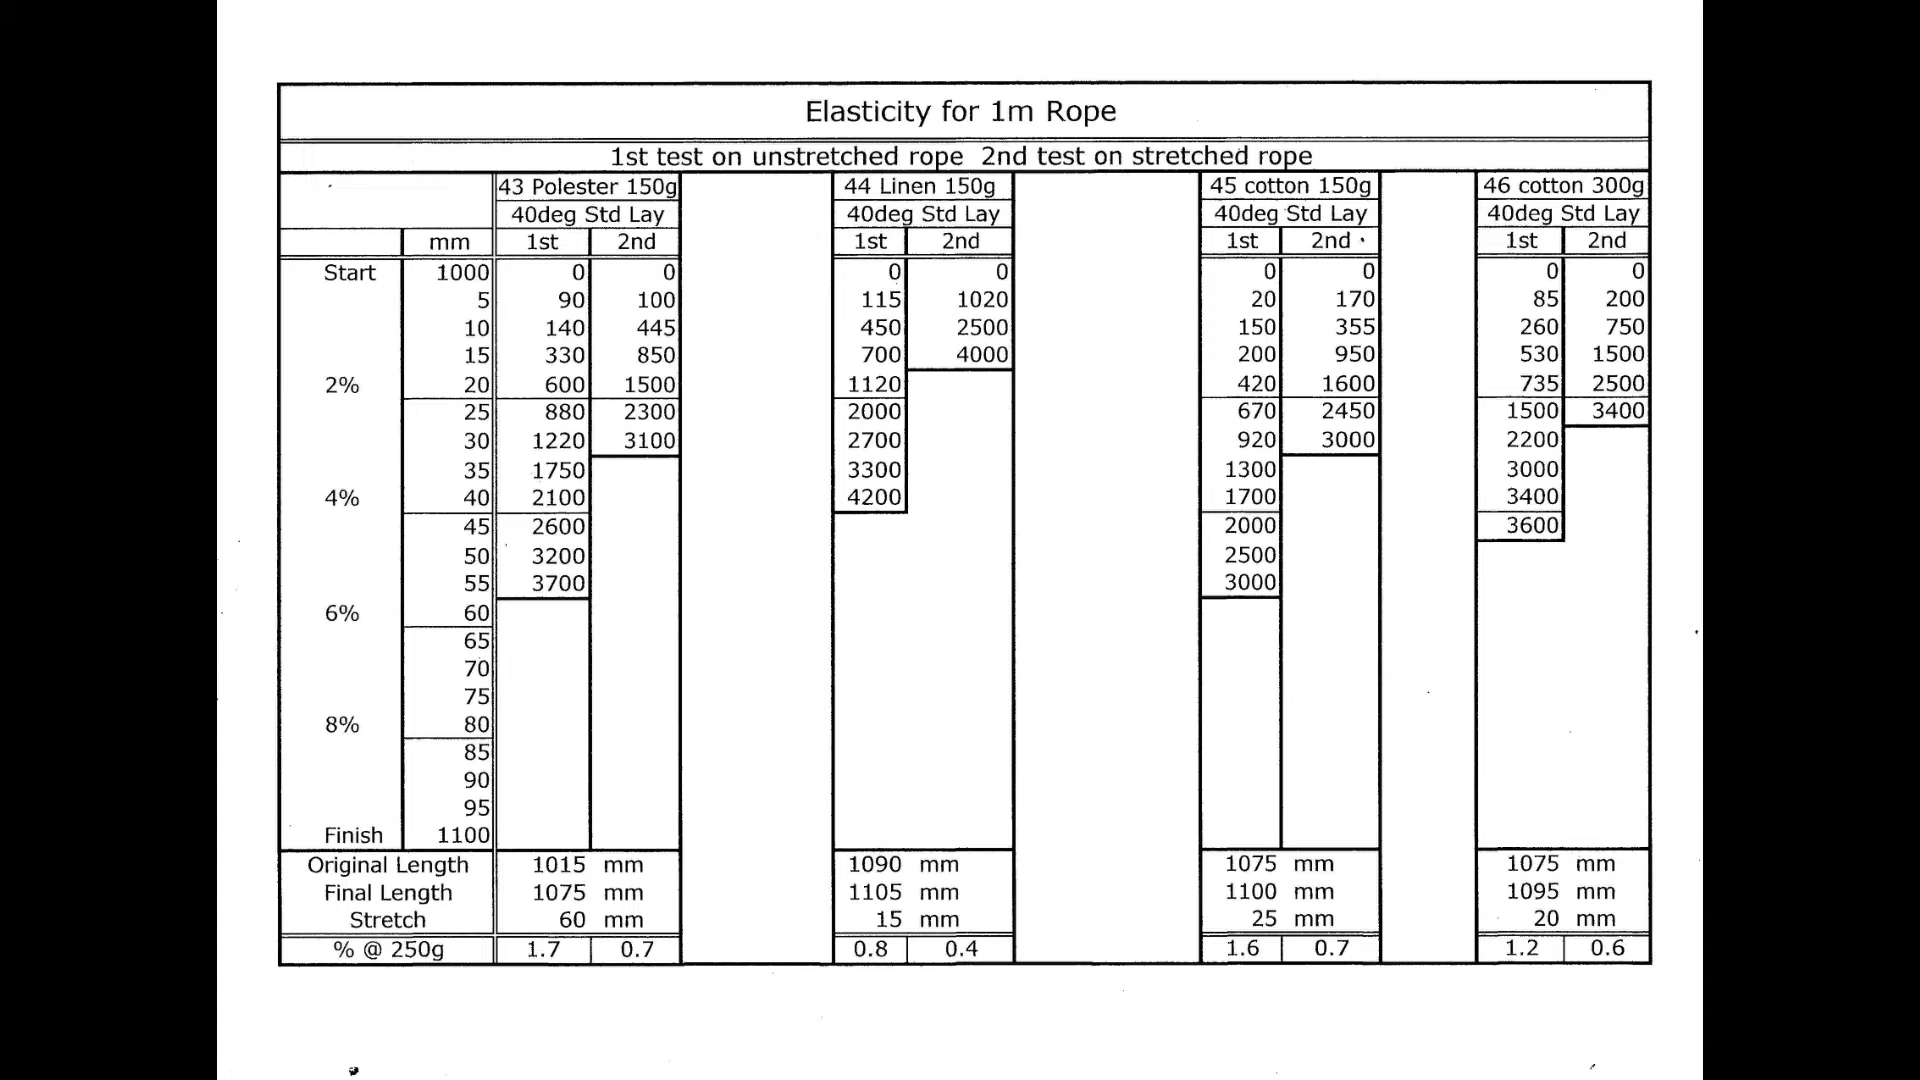 Elasticity for 1m Rope
1st test on unstretched rope 2nd test on stretched rope
43 Polester 150g 44 Linen 150g 45 cotton 150g 46 cotton 300g
40deg Std Lay 40deg Std Lay 40deg Std Lay 40deg Std Lay
mm 1st 2nd 1st 2nd 1st 2nd 1st 2nd
Start 1000 0 0 0 0 0 0 0 0
5 90 100 115 1020 20 170 85 200
10 140 445 450 2500 150 355 260 750
15 330 850 700 4000 200 950 530 1500
2% 20 600 1500 1120 420 1600 735 2500
25 880 2300 2000 670 2450 1500 3400
30 1220 3100 2700 920 3000 2200
35 1750 3300 1300 3000
4% 40 2100 4200 1700 3400
45 2600 2000 3600
50 3200 2500
55 3700 3000
6% 60
65
70
75
8% 80
85
90
95
Finish 1100
Original Length 1015 mm 1090 mm 1075 mm 1075 mm
Final Length 1075 mm 1105 mm 1100 mm 1095 mm
Stretch 60 mm 15 mm 25 mm 20 mm
% @ 250g 1.7 0.7 0.8 0.4 1.6 0.7 1.2 0.6